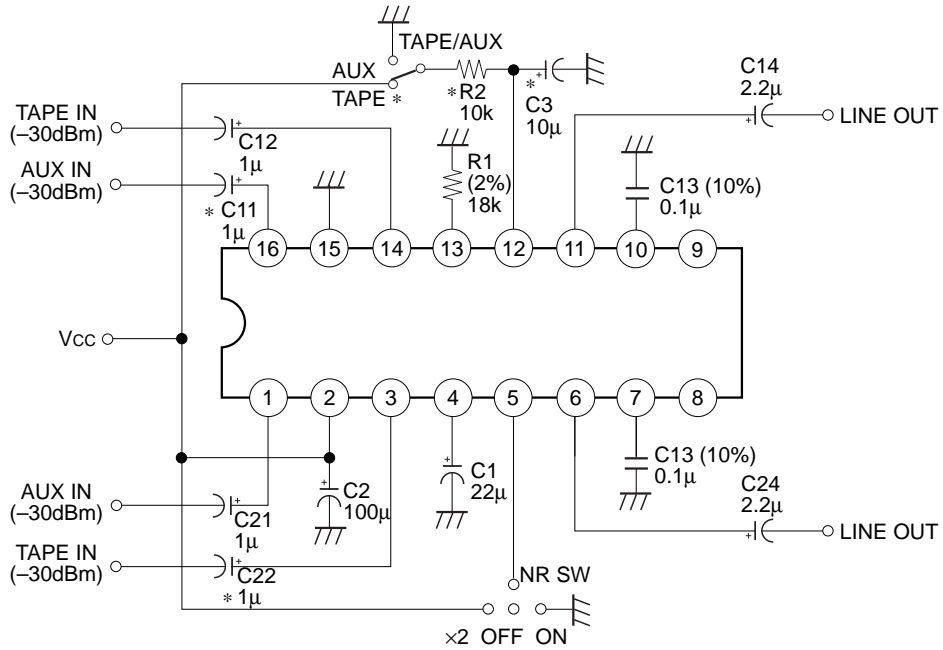 TAPE/AUX
AUX
TAPE *
* R2
10k
*
C3
10μ
C14
2.2μ
LINE OUT
TAPE IN
(–30dBm)
C12
1μ
AUX IN
(–30dBm)
* C11
1μ
R1
(2%)
18k
C13 (10%)
0.1μ
16 15 14 13 12 11 10 9
Vcc
1 2 3 4 5 6 7 8
C2
100μ
C1
22μ
C13 (10%)
0.1μ
AUX IN
(–30dBm)
C21
1μ
C24
2.2μ
LINE OUT
TAPE IN
(–30dBm)
C22
* 1μ
NR SW
×2 OFF ON